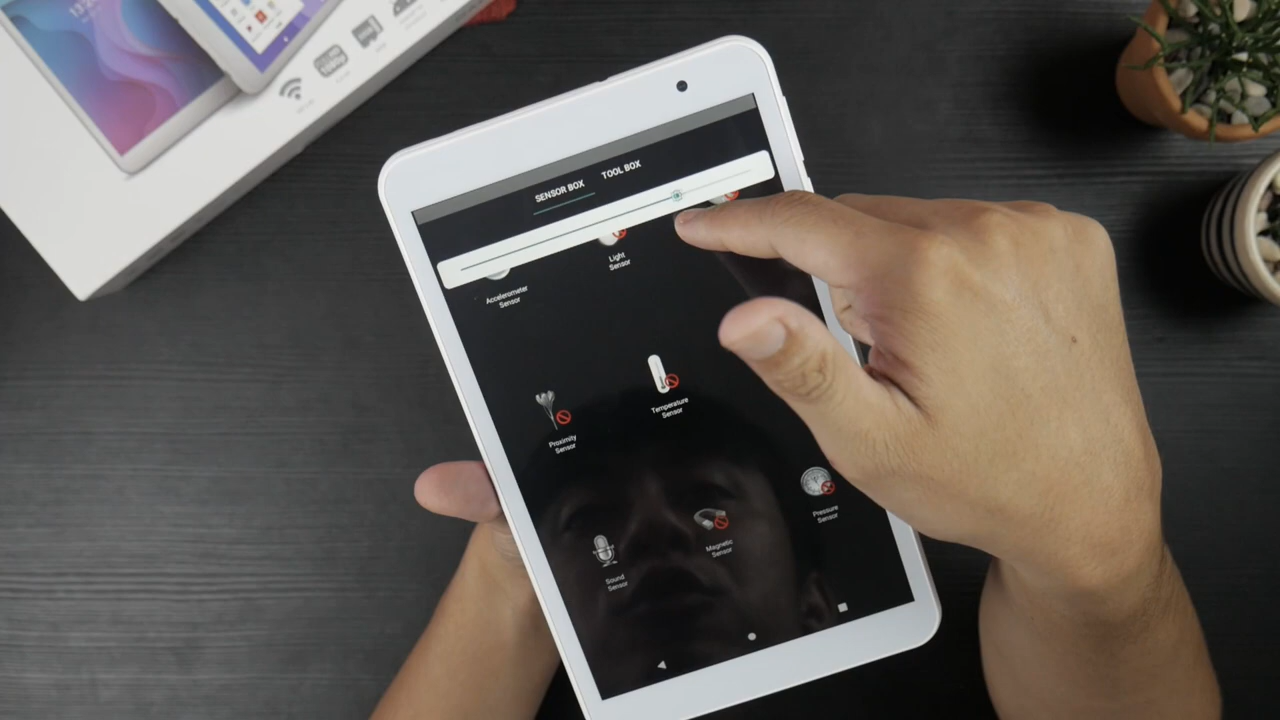 SENSOR BOX
TOOL BOX
Accelerometer
Sensor
Light
Sensor
Proximity
Sensor
Temperature
Sensor
Sound
Sensor
Magnetic
Sensor
Pressure
Sensor